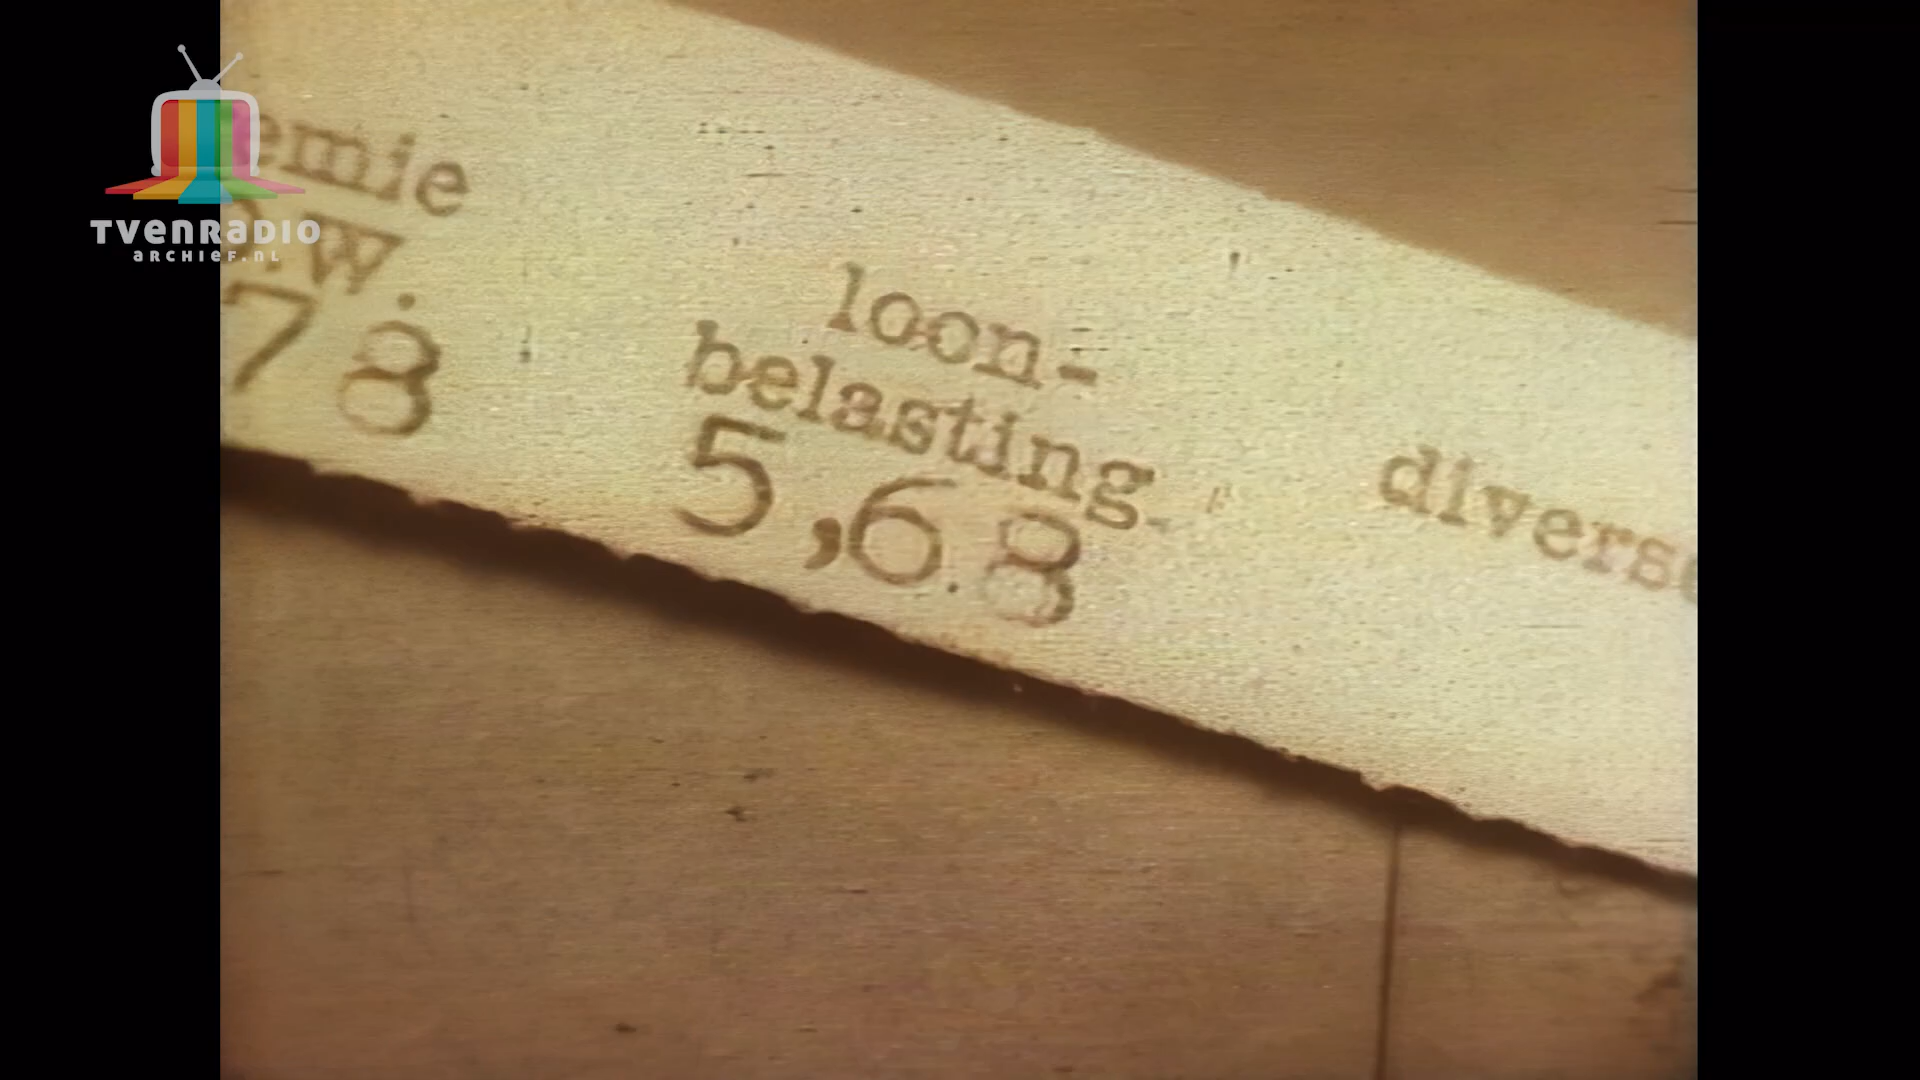 TVenRadio
archief.nl
emie
.W.
78
loon-
belasting
5,68
divers